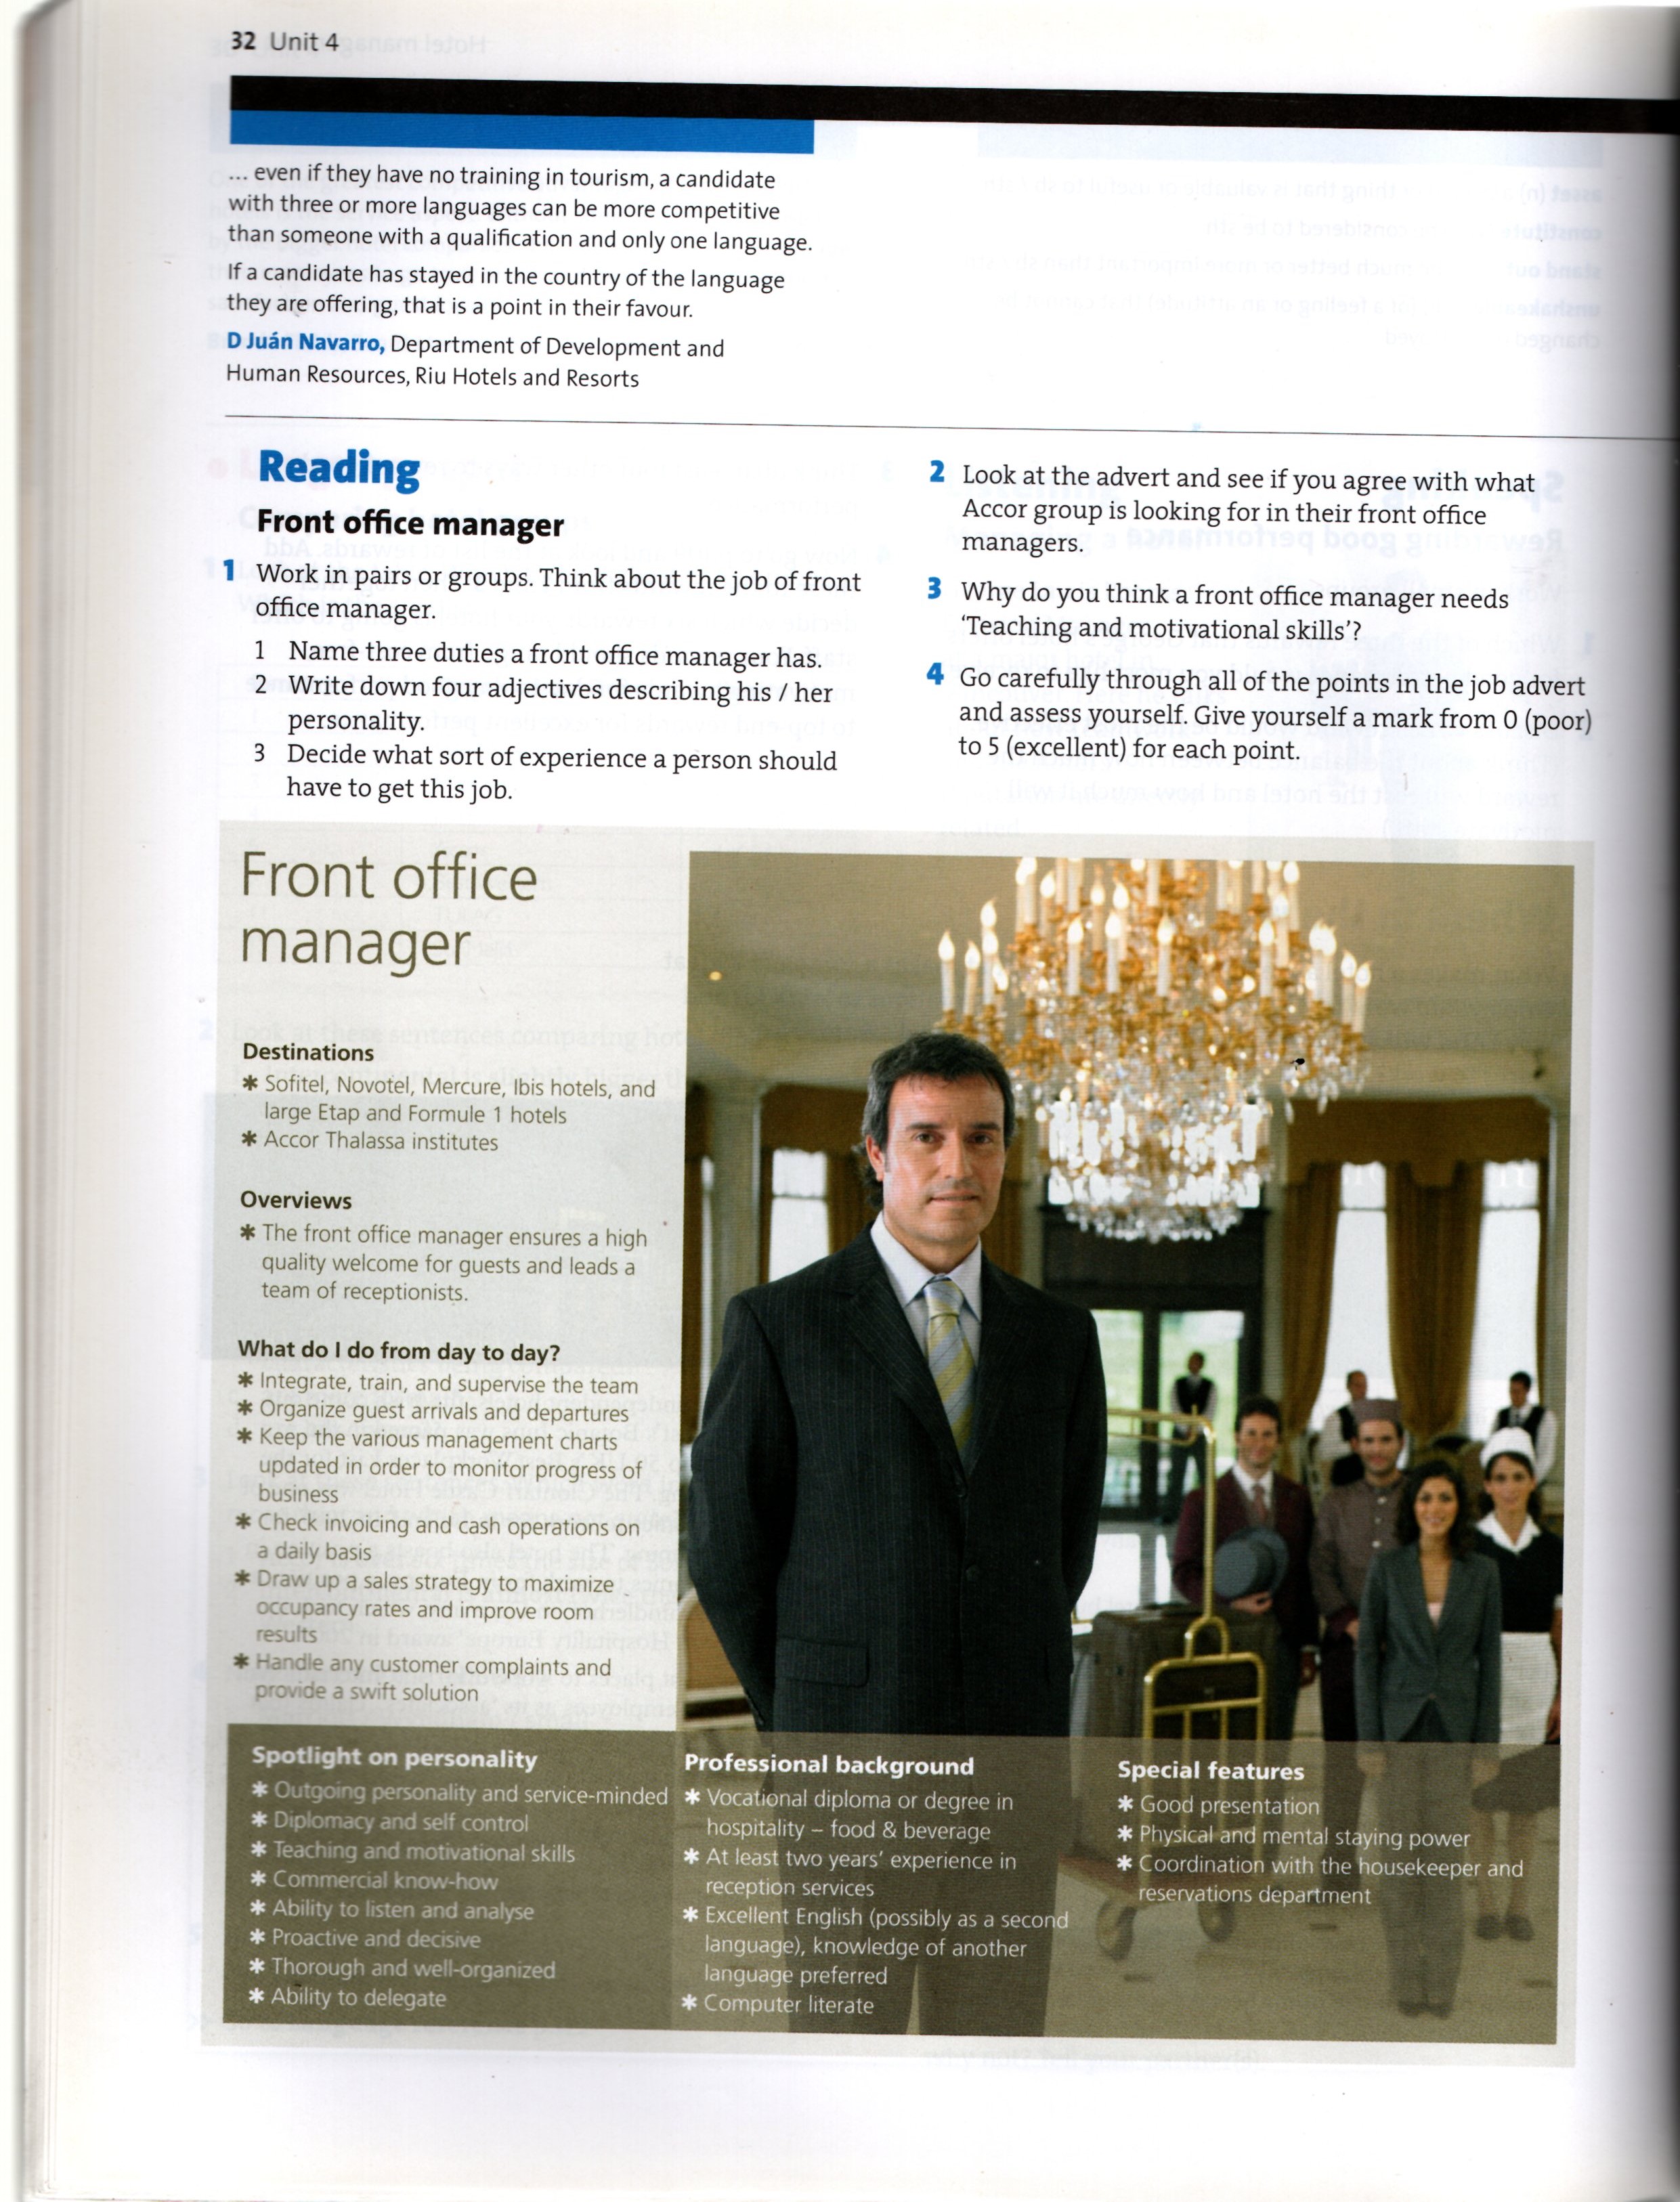 32 Unit 4
... even if they have no training in tourism, a candidate
with three or more languages can be more competitive
than someone with a qualification and only one language.
If a candidate has stayed in the country of the language
they are offering, that is a point in their favour.
D Juán Navarro, Department of Development and
Human Resources, Riu Hotels and Resorts
Reading
Front office manager
1 Work in pairs or groups. Think about the job of front
office manager.
1 Name three duties a front office manager has.
2 Write down four adjectives describing his / her
personality.
3 Decide what sort of experience a person should
have to get this job.
2 Look at the advert and see if you agree with what
Accor group is looking for in their front office
managers.
3 Why do you think a front office manager needs
'Teaching and motivational skills'?
4 Go carefully through all of the points in the job advert
and assess yourself. Give yourself a mark from 0 (poor)
to 5 (excellent) for each point.
Front office
manager
Destinations
* Sofitel, Novotel, Mercure, Ibis hotels, and
large Etap and Formule 1 hotels
* Accor Thalassa institutes
Overviews
* The front office manager ensures a high
quality welcome for guests and leads a
team of receptionists.
What do I do from day to day?
* Integrate, train, and supervise the team
* Organize guest arrivals and departures
* Keep the various management charts
updated in order to monitor progress of
business
* Check invoicing and cash operations on
a daily basis
* Draw up a sales strategy to maximize
occupancy rates and improve room
results
* Handle any customer complaints and
provide a swift solution
Spotlight on personality
* Outgoing personality and service-minded
* Diplomacy and self control
* Teaching and motivational skills
* Commercial know-how
* Ability to listen and analyse
* Proactive and decisive
* Thorough and well-organized
* Ability to delegate
Professional background
* Vocational diploma or degree in
hospitality – food & beverage
* At least two years' experience in
reception services
* Excellent English (possibly as a second
language), knowledge of another
language preferred
* Computer literate
Special features
* Good presentation
* Physical and mental staying power
* Coordination with the housekeeper and
reservations department